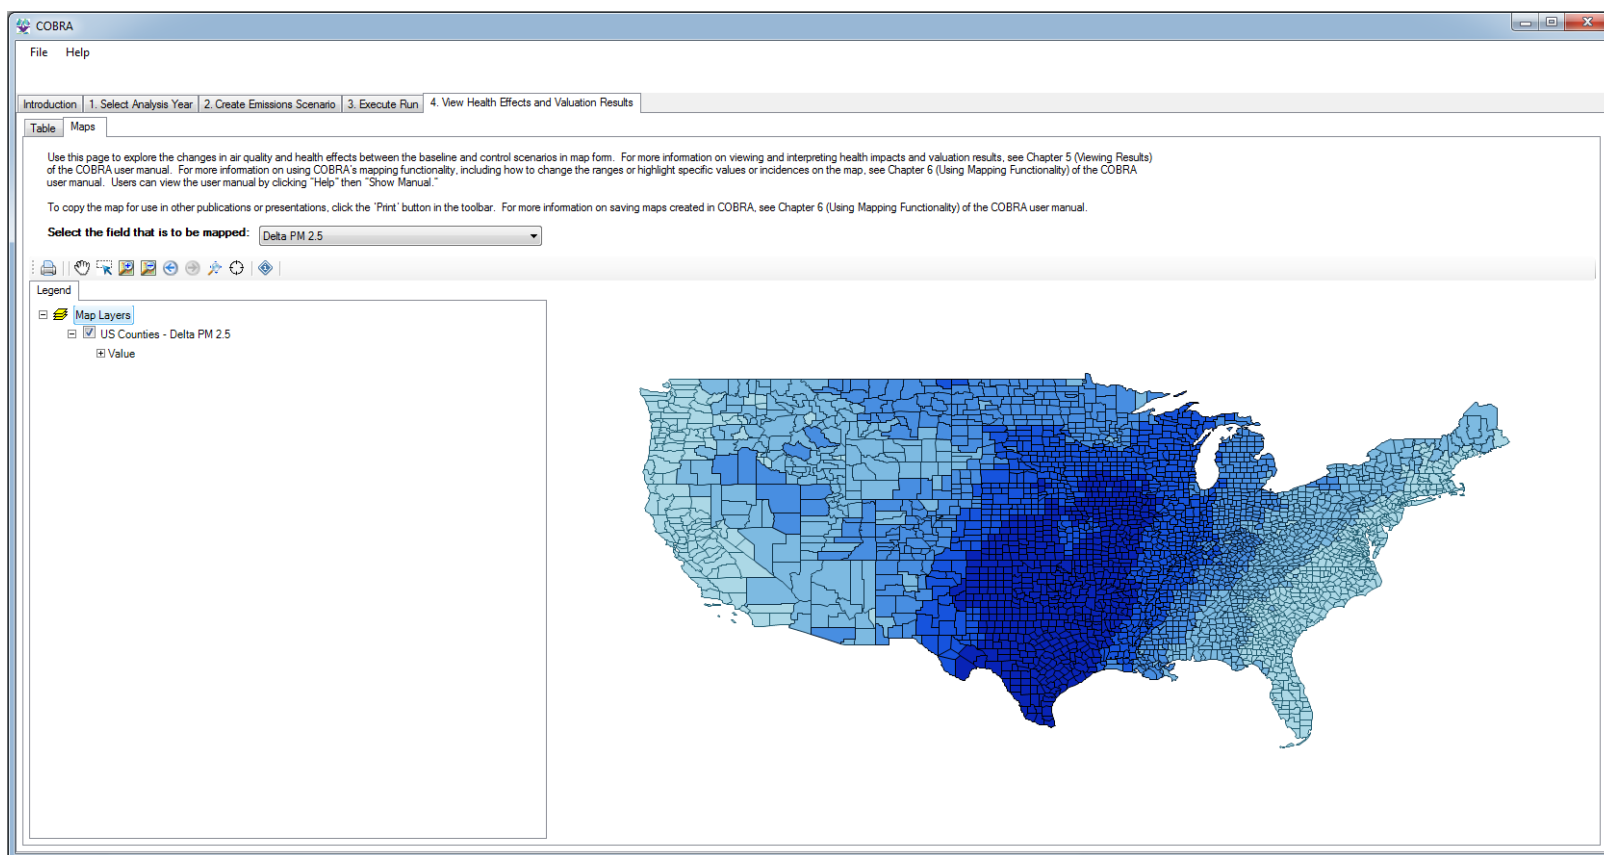 COBRA
File Help
Introduction 1. Select Analysis Year 2. Create Emissions Scenario 3. Execute Run 4. View Health Effects and Valuation Results
Table Maps
Use this page to explore the changes in air quality and health effects between the baseline and control scenarios in map form. For more information on viewing and interpreting health impacts and valuation results, see Chapter 5 (Viewing Results)
of the COBRA user manual. For more information on using COBRA's mapping functionality, including how to change the ranges or highlight specific values or incidences on the map, see Chapter 6 (Using Mapping Functionality) of the COBRA
user manual. Users can view the user manual by clicking "Help" then "Show Manual."
To copy the map for use in other publications or presentations, click the 'Print' button in the toolbar. For more information on saving maps created in COBRA, see Chapter 6 (Using Mapping Functionality) of the COBRA user manual.
Select the field that is to be mapped: Delta PM 2.5
Legend
Map Layers
US Counties - Delta PM 2.5
Value